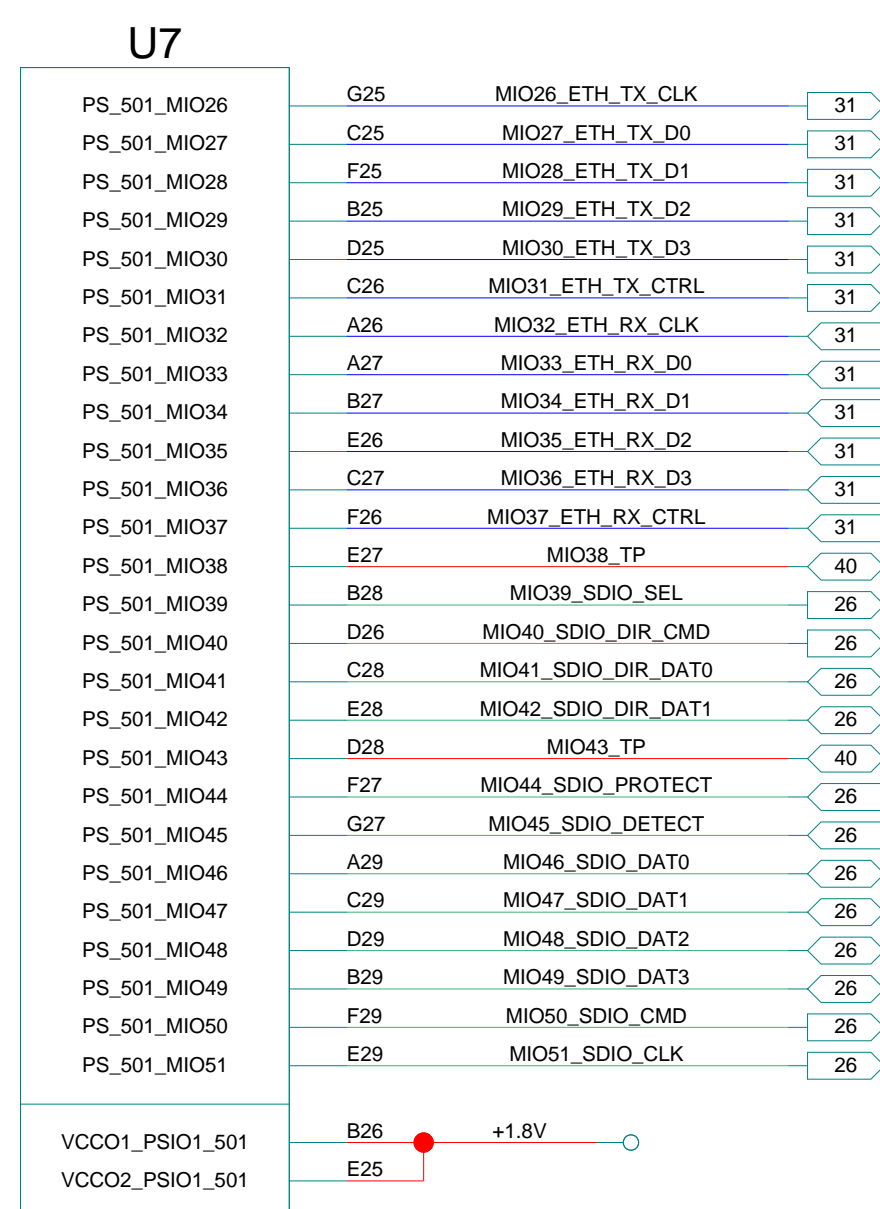 U7
PS_501_MIO26 G25 MIO26_ETH_TX_CLK 31
PS_501_MIO27 C25 MIO27_ETH_TX_D0 31
PS_501_MIO28 F25 MIO28_ETH_TX_D1 31
PS_501_MIO29 B25 MIO29_ETH_TX_D2 31
PS_501_MIO30 D25 MIO30_ETH_TX_D3 31
PS_501_MIO31 C26 MIO31_ETH_TX_CTRL 31
PS_501_MIO32 A26 MIO32_ETH_RX_CLK 31
PS_501_MIO33 A27 MIO33_ETH_RX_D0 31
PS_501_MIO34 B27 MIO34_ETH_RX_D1 31
PS_501_MIO35 E26 MIO35_ETH_RX_D2 31
PS_501_MIO36 C27 MIO36_ETH_RX_D3 31
PS_501_MIO37 F26 MIO37_ETH_RX_CTRL 31
PS_501_MIO38 E27 MIO38_TP 40
PS_501_MIO39 B28 MIO39_SDIO_SEL 26
PS_501_MIO40 D26 MIO40_SDIO_DIR_CMD 26
PS_501_MIO41 C28 MIO41_SDIO_DIR_DAT0 26
PS_501_MIO42 E28 MIO42_SDIO_DIR_DAT1 26
PS_501_MIO43 D28 MIO43_TP 40
PS_501_MIO44 F27 MIO44_SDIO_PROTECT 26
PS_501_MIO45 G27 MIO45_SDIO_DETECT 26
PS_501_MIO46 A29 MIO46_SDIO_DAT0 26
PS_501_MIO47 C29 MIO47_SDIO_DAT1 26
PS_501_MIO48 D29 MIO48_SDIO_DAT2 26
PS_501_MIO49 B29 MIO49_SDIO_DAT3 26
PS_501_MIO50 F29 MIO50_SDIO_CMD 26
PS_501_MIO51 E29 MIO51_SDIO_CLK 26
VCCO1_PSIO1_501 B26 +1.8V
VCCO2_PSIO1_501 E25